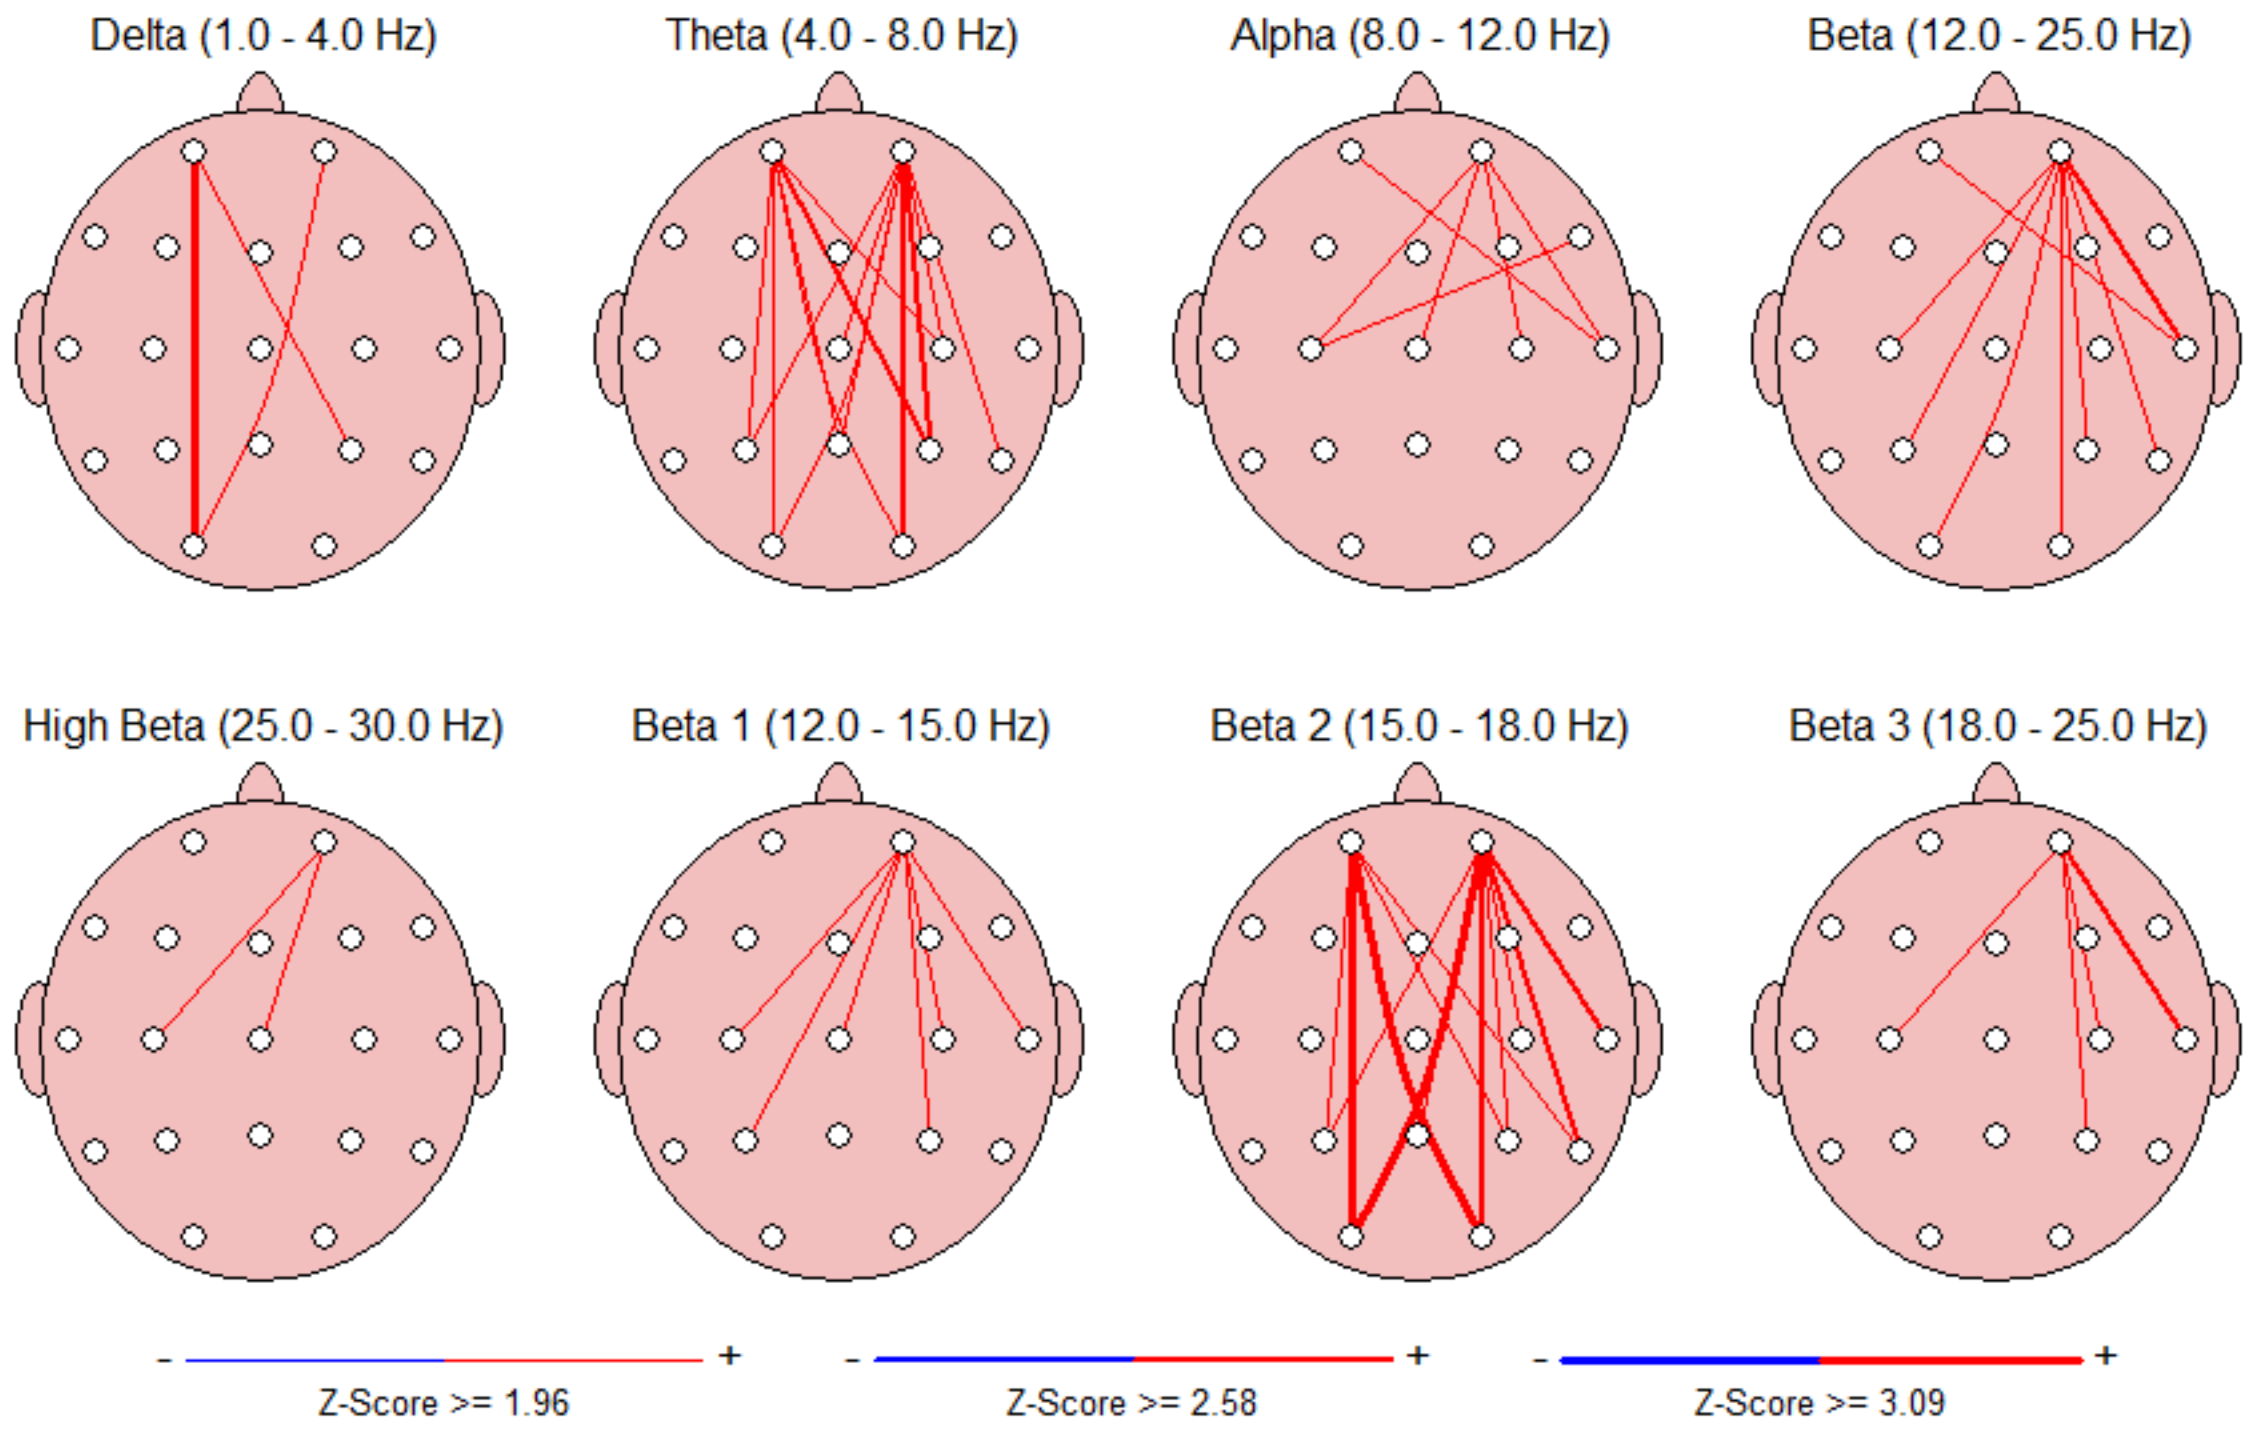 Delta (1.0 - 4.0 Hz) Theta (4.0 - 8.0 Hz) Alpha (8.0 - 12.0 Hz) Beta (12.0 - 25.0 Hz)
High Beta (25.0 - 30.0 Hz) Beta 1 (12.0 - 15.0 Hz) Beta 2 (15.0 - 18.0 Hz) Beta 3 (18.0 - 25.0 Hz)
- + - + - +
Z-Score >= 1.96 Z-Score >= 2.58 Z-Score >= 3.09